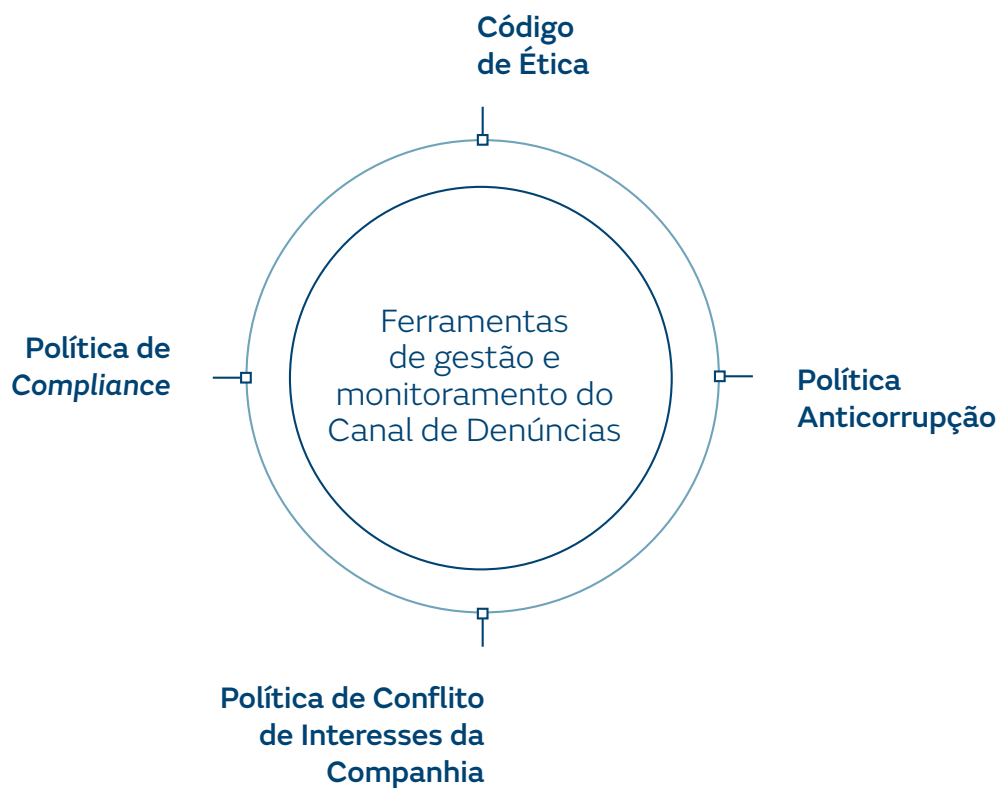 Código
de Ética
Política de
Compliance
Ferramentas
de gestão e
monitoramento do
Canal de Denúncias
Política
Anticorrupção
Política de Conflito
de Interesses da
Companhia